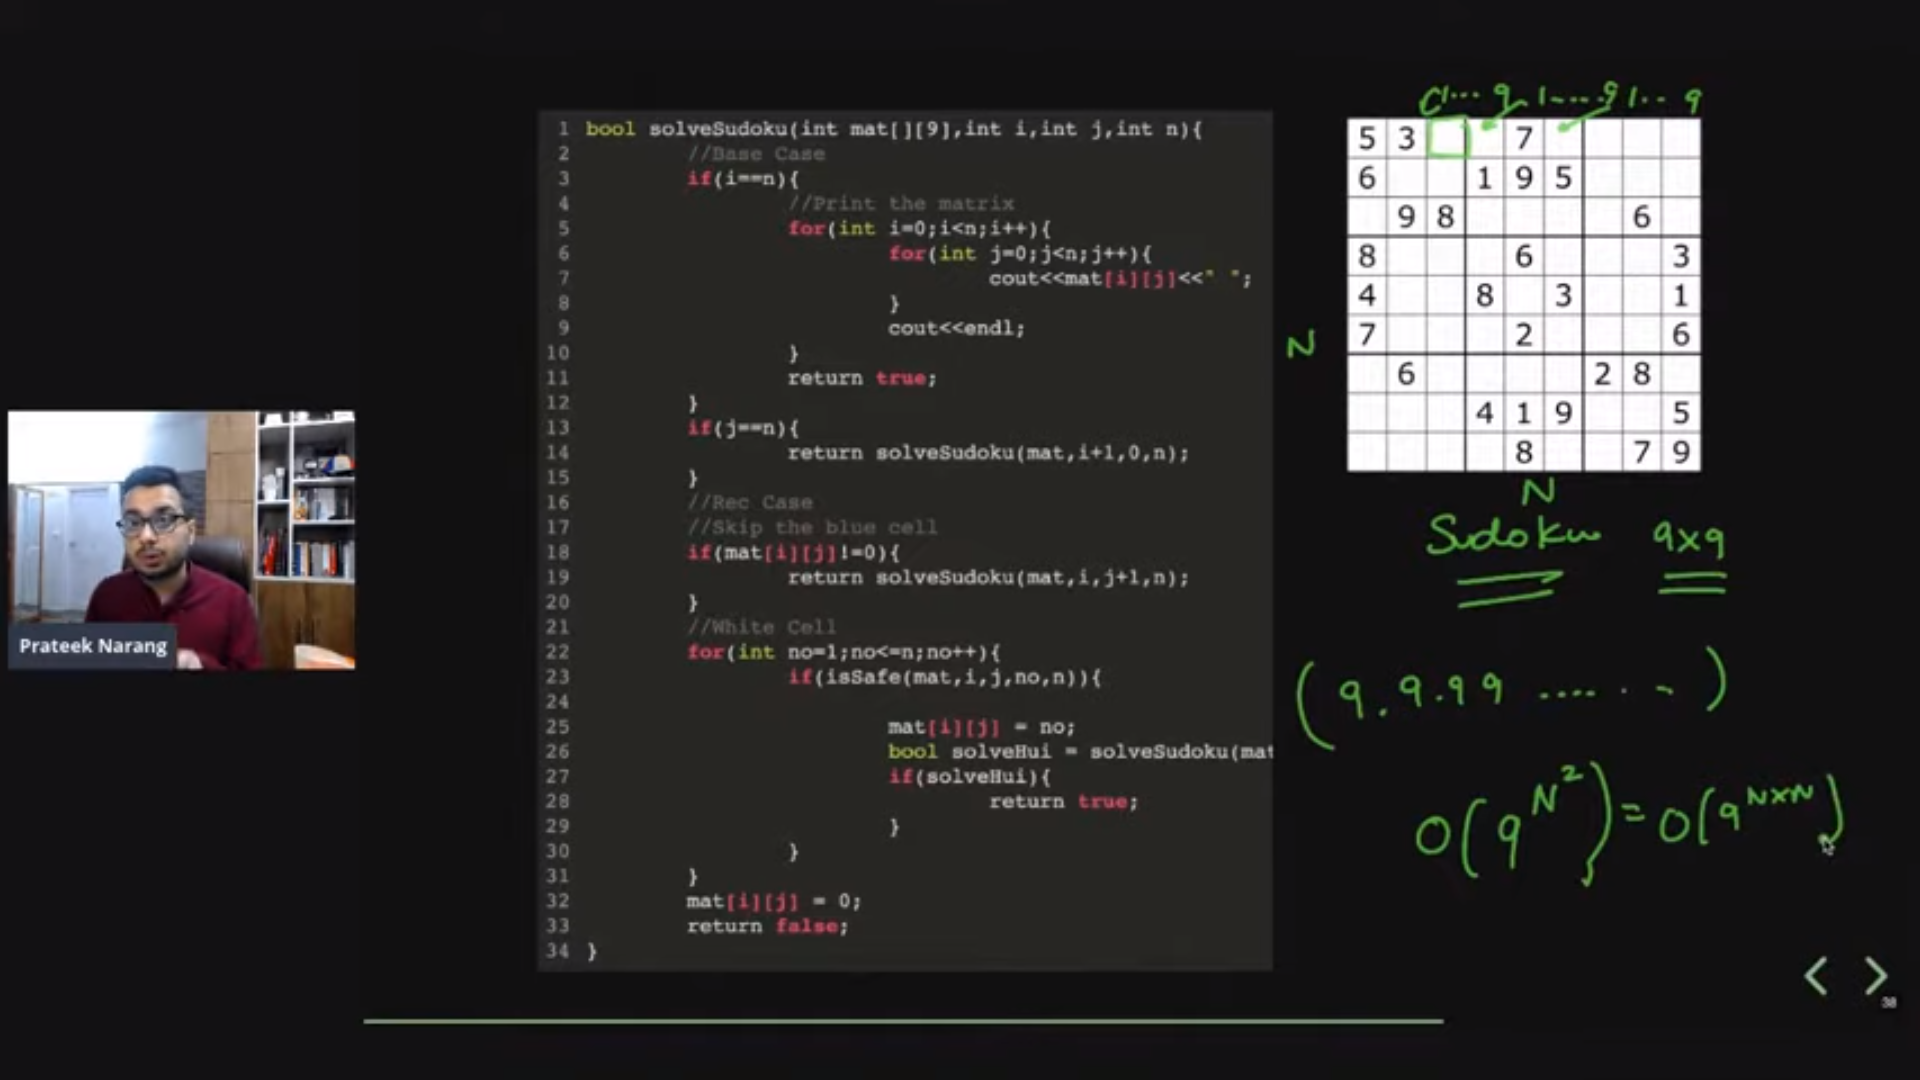 1 bool solveSudoku(int mat[][9],int i,int j,int n){
2 //Base Case
3 if(i==n){
4 //Print the matrix
5 for(int i=0;i<n;i++){
6 for(int j=0;j<n;j++){
7 cout<<mat[i][j]<<" ";
8 }
9 cout<<endl;
10 }
11 return true;
12 }
13 if(j==n){
14 return solveSudoku(mat,i+1,0,n);
15 }
16 //Rec Case
17 //Skip the blue cell
18 if(mat[i][j]!=0){
19 return solveSudoku(mat,i,j+1,n);
20 }
21 //White Cell
22 for(int no=1;no<=n;no++){
23 if(isSafe(mat,i,j,no,n)){
24
25 mat[i][j] = no;
26 bool solveHui = solveSudoku(mat
27 if(solveHui){
28 return true;
29 }
30 }
31 }
32 mat[i][j] = 0;
33 return false;
34 }
Prateek Narang
1... 9 1....9 1.. 9
5 3 7
6 1 9 5
9 8 6
8 6 3
4 8 3 1
7 2 6
6 2 8
4 1 9 5
8 7 9
N
N
Sudoku 9x9
(9.9.99 ......)
O(9^N²) = O(9^N×N)
38